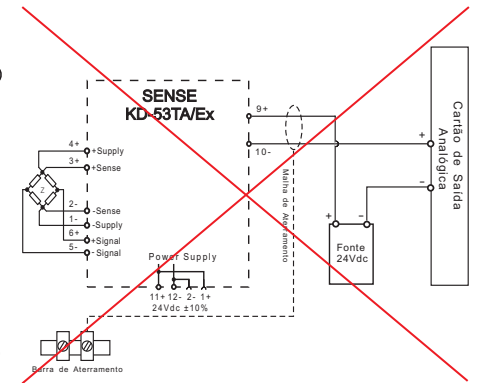 )
SENSE
KD-53TA/Ex
9+
10-
4+
+Supply
3+
+Sense
Z
2-
-Sense
1-
-Supply
6+
+Signal
5-
-Signal
Power Supply
11+ 12- 2- 1+
24Vdc ±10%
Malha de Aterramento
+ -
Fonte
24Vdc
+
-
Cartão de Saída
Analógica
Barra de Aterramento